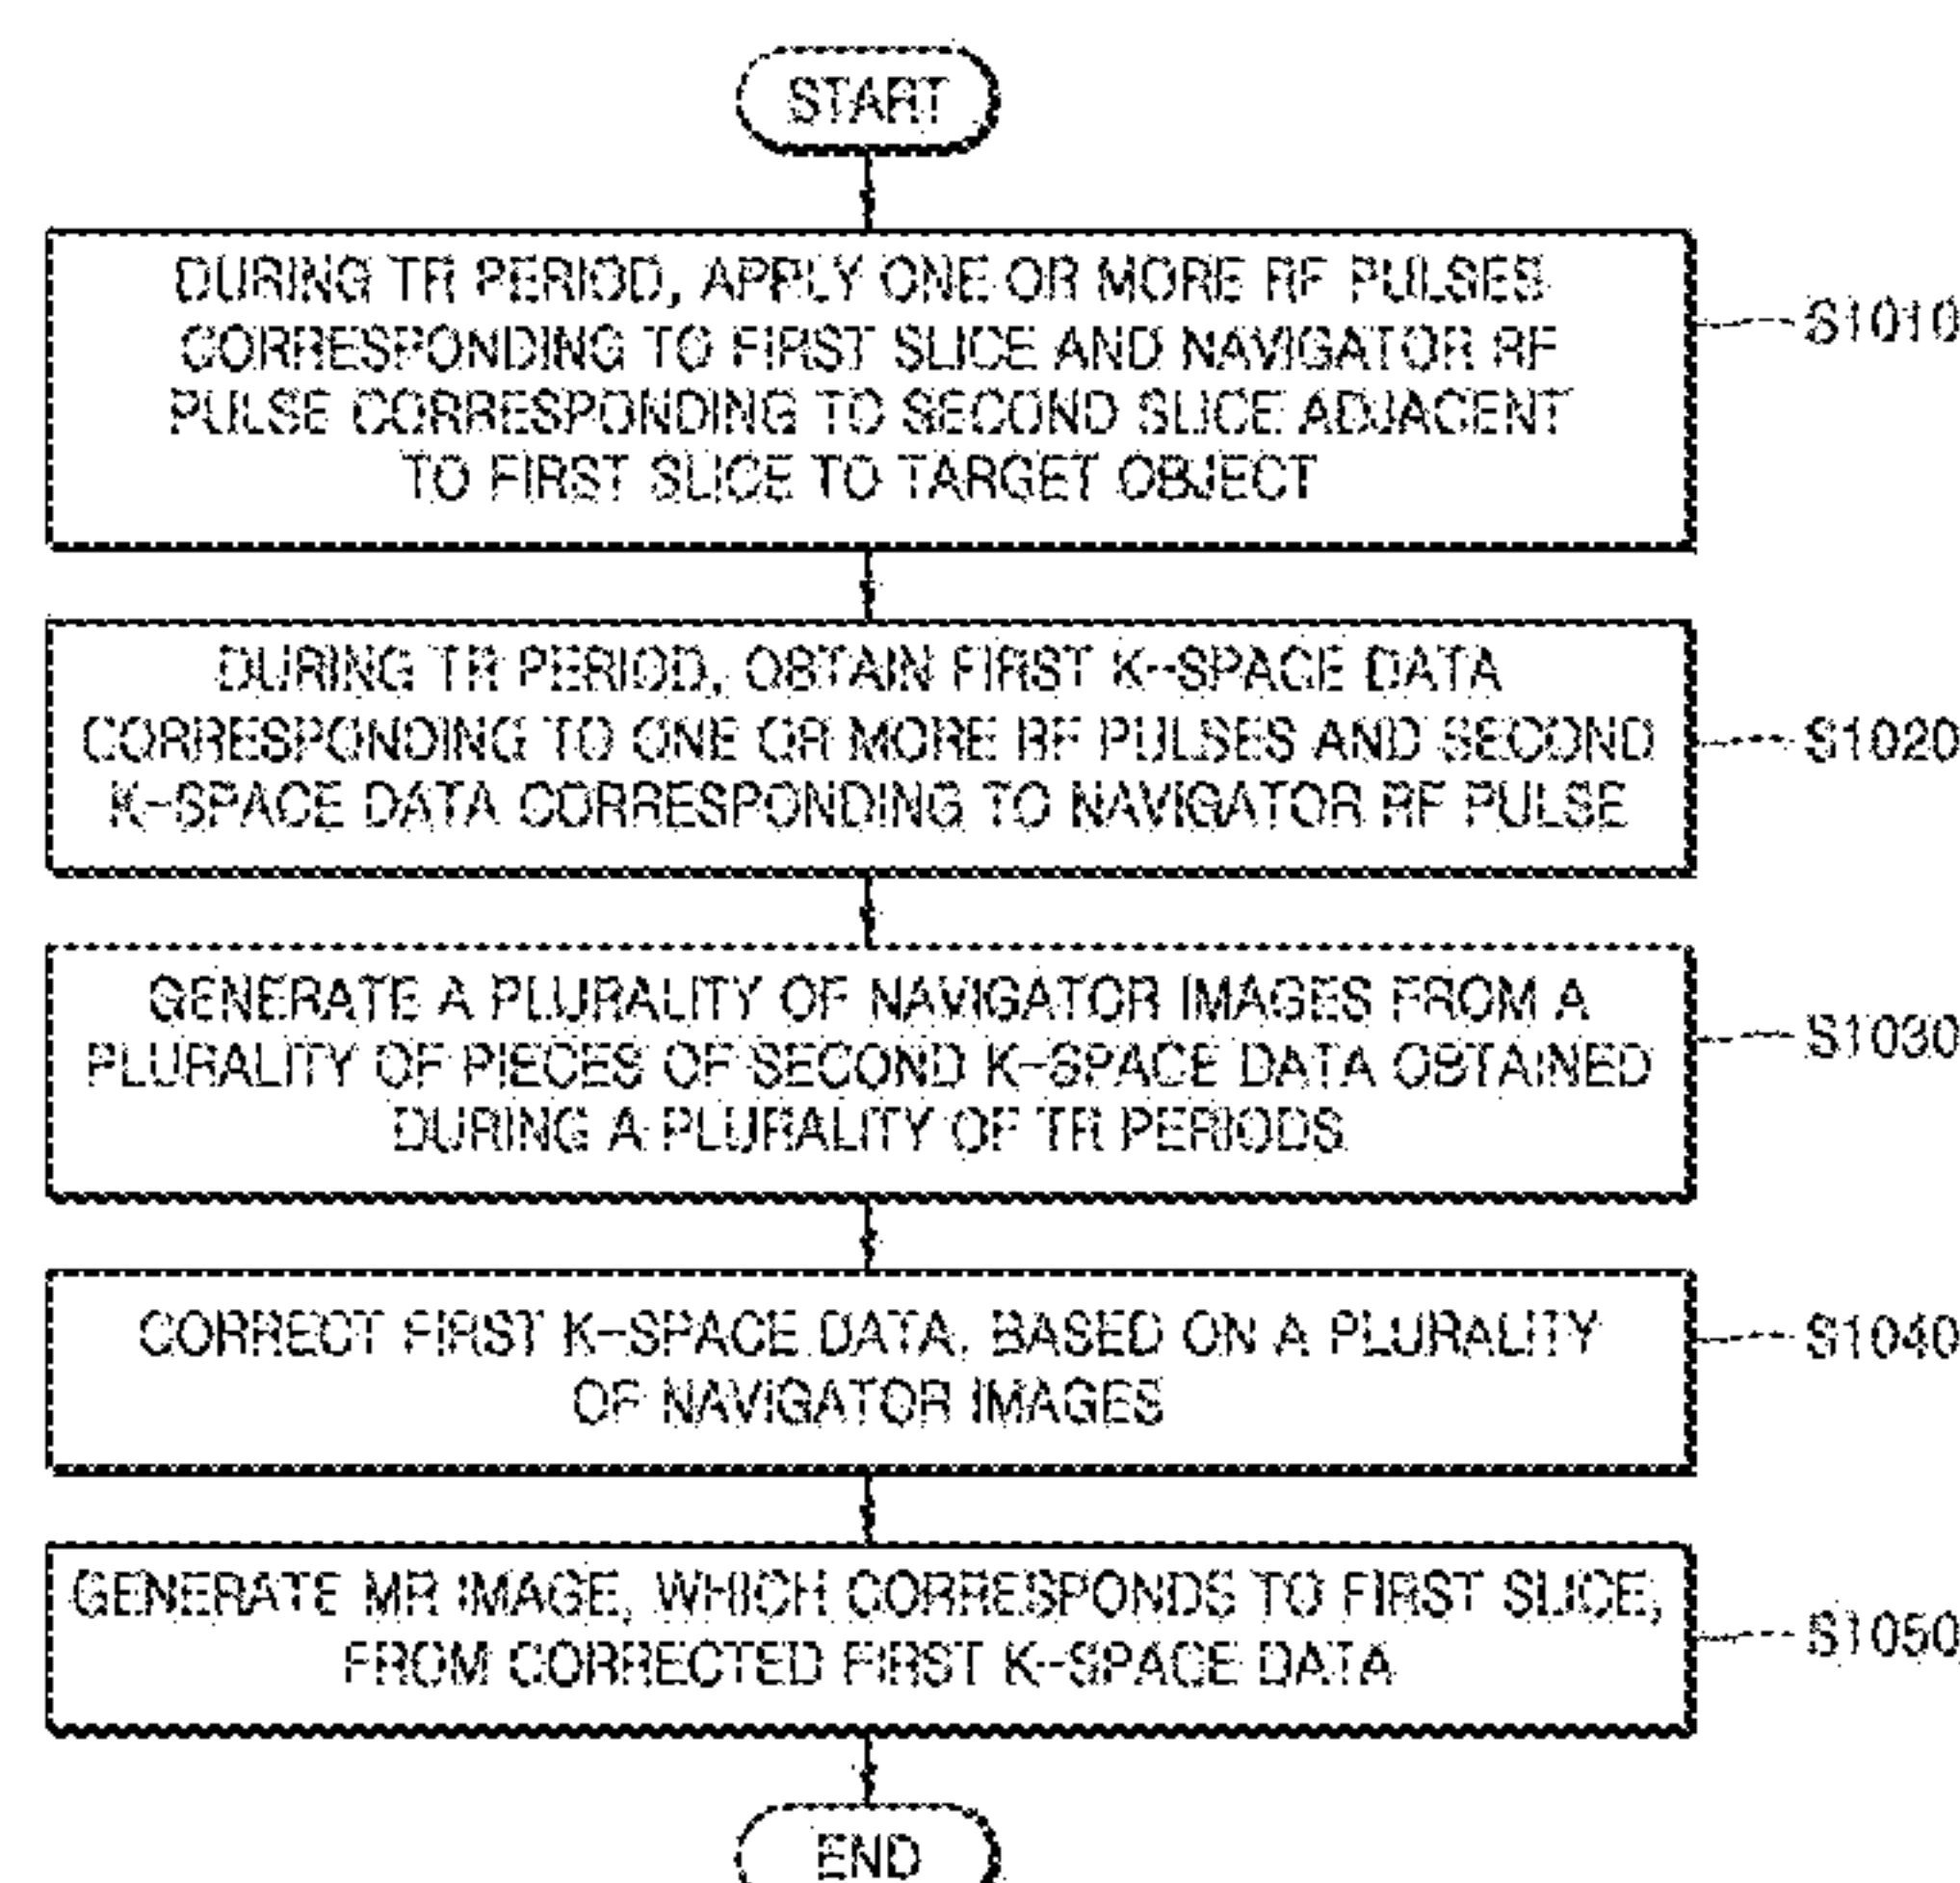 START
DURING TR PERIOD, APPLY ONE OR MORE RF PULSES
CORRESPONDING TO FIRST SLICE AND NAVIGATOR RF
PULSE CORRESPONDING TO SECOND SLICE ADJACENT
TO FIRST SLICE TO TARGET OBJECT
S1010
DURING TR PERIOD, OBTAIN FIRST K-SPACE DATA
CORRESPONDING TO ONE OR MORE RF PULSES AND SECOND
K-SPACE DATA CORRESPONDING TO NAVIGATOR RF PULSE
S1020
GENERATE A PLURALITY OF NAVIGATOR IMAGES FROM A
PLURALITY OF PIECES OF SECOND K-SPACE DATA OBTAINED
DURING A PLURALITY OF TR PERIODS
S1030
CORRECT FIRST K-SPACE DATA, BASED ON A PLURALITY
OF NAVIGATOR IMAGES
S1040
GENERATE MR IMAGE, WHICH CORRESPONDS TO FIRST SLICE,
FROM CORRECTED FIRST K-SPACE DATA
S1050
END